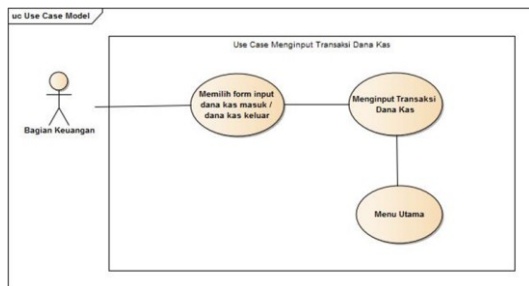 uc Use Case Model
Use Case Menginput Transaksi Dana Kas
Bagian Keuangan
Memilih form input
dana kas masuk /
dana kas keluar
Menginput Transaksi
Dana Kas
Menu Utama